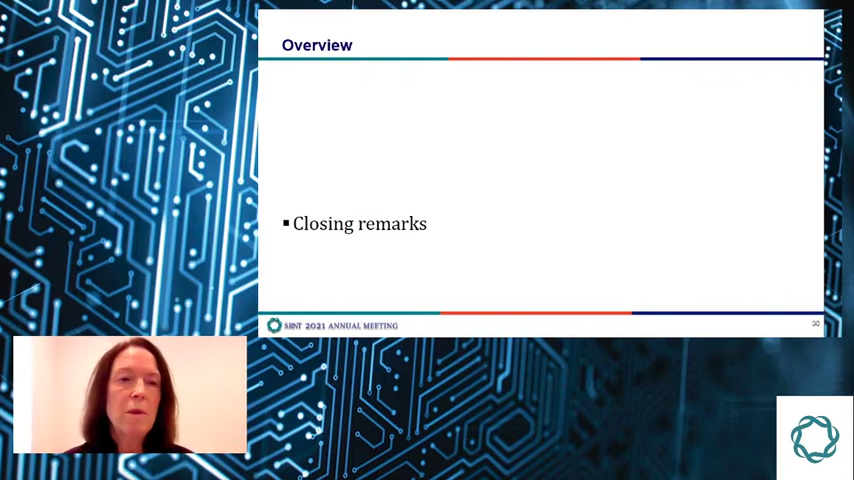 Overview
▪ Closing remarks
SRNT 2021 ANNUAL MEETING
30